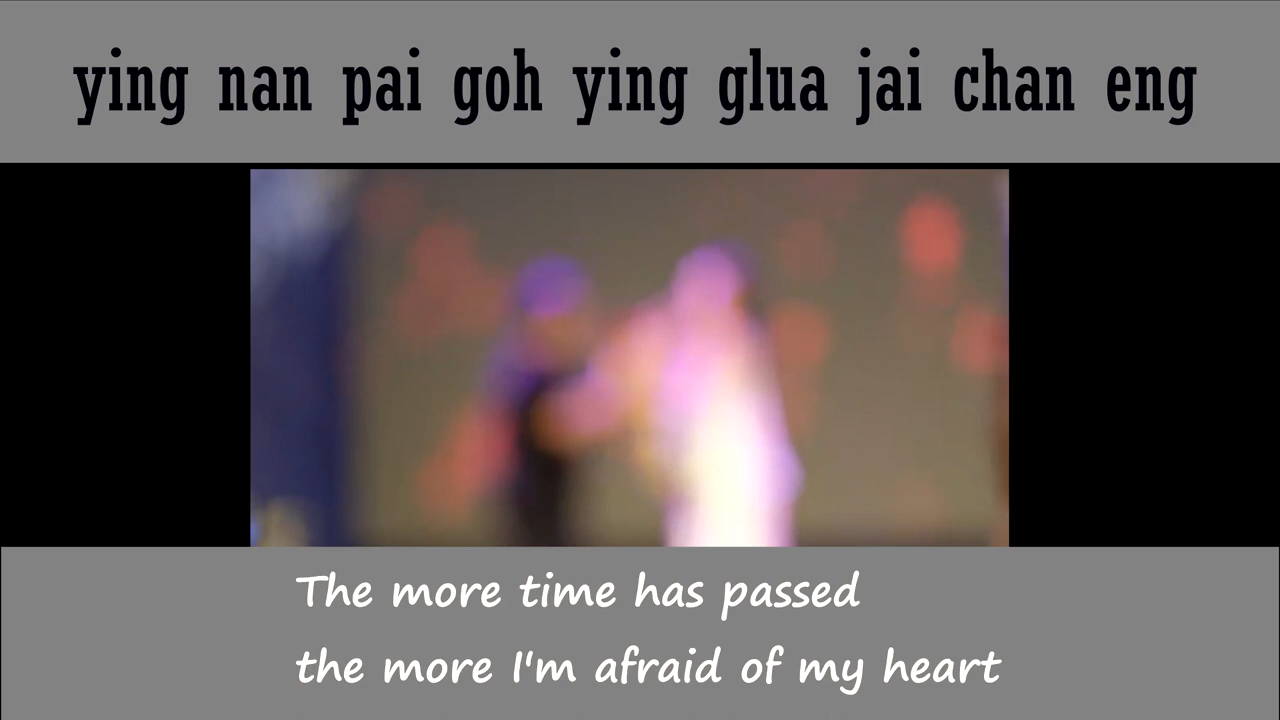 ying nan pai goh ying glua jai chan eng
The more time has passed
the more I'm afraid of my heart